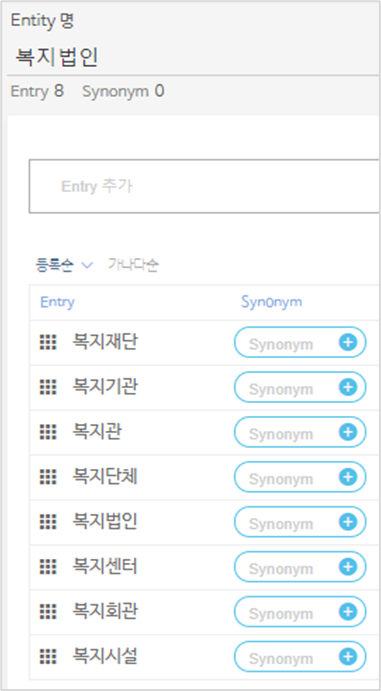 Entity 명
복지법인
Entry 8 Synonym 0
Entry 추가
등록순 가나다순
Entry Synonym
복지재단 Synonym
복지기관 Synonym
복지관 Synonym
복지단체 Synonym
복지법인 Synonym
복지센터 Synonym
복지회관 Synonym
복지시설 Synonym